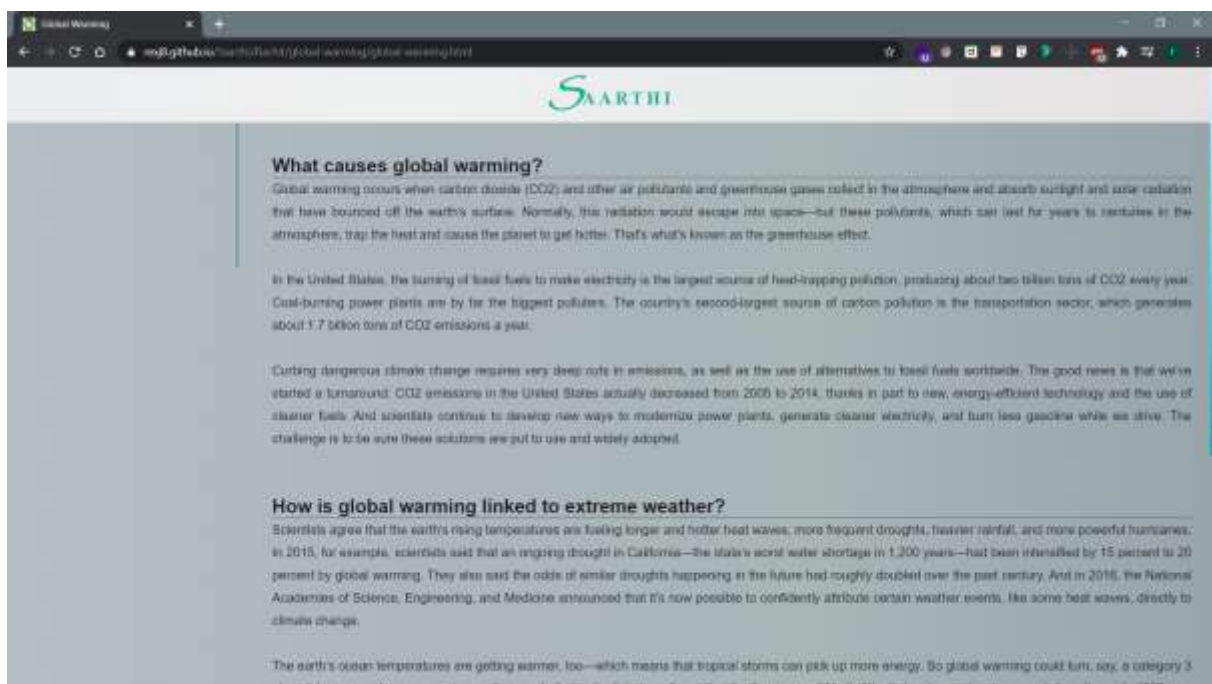 Global Warming
SAARTHI
What causes global warming?
Global warming occurs when carbon dioxide (CO2) and other air pollutants and greenhouse gases collect in the atmosphere and absorb sunlight and solar radiation
that have bounced off the earth's surface. Normally, this radiation would escape into space—but these pollutants, which can last for years to centuries in the
atmosphere, trap the heat and cause the planet to get hotter. That's what's known as the greenhouse effect.
In the United States, the burning of fossil fuels to make electricity is the largest source of heat-trapping pollution, producing about two billion tons of CO2 every year.
Coal-burning power plants are by far the biggest polluters. The country's second-largest source of carbon pollution is the transportation sector, which generates
about 1.7 billion tons of CO2 emissions a year.
Curbing dangerous climate change requires very deep cuts in emissions, as well as the use of alternatives to fossil fuels worldwide. The good news is that we've
started a turnaround: CO2 emissions in the United States actually decreased from 2005 to 2014, thanks in part to new, energy-efficient technology and the use of
cleaner fuels. And scientists continue to develop new ways to modernize power plants, generate cleaner electricity, and burn less gasoline while we drive. The
challenge is to be sure these solutions are put to use and widely adopted.
How is global warming linked to extreme weather?
Scientists agree that the earth's rising temperatures are fueling longer and hotter heat waves, more frequent droughts, heavier rainfall, and more powerful hurricanes.
In 2015, for example, scientists said that an ongoing drought in California—the state's worst water shortage in 1,200 years—had been intensified by 15 percent to 20
percent by global warming. They also said the odds of similar droughts happening in the future had roughly doubled over the past century. And in 2016, the National
Academies of Science, Engineering, and Medicine announced that it's now possible to confidently attribute certain weather events, like some heat waves, directly to
climate change.
The earth's ocean temperatures are getting warmer, too—which means that tropical storms can pick up more energy. So global warming could turn, say, a category 3